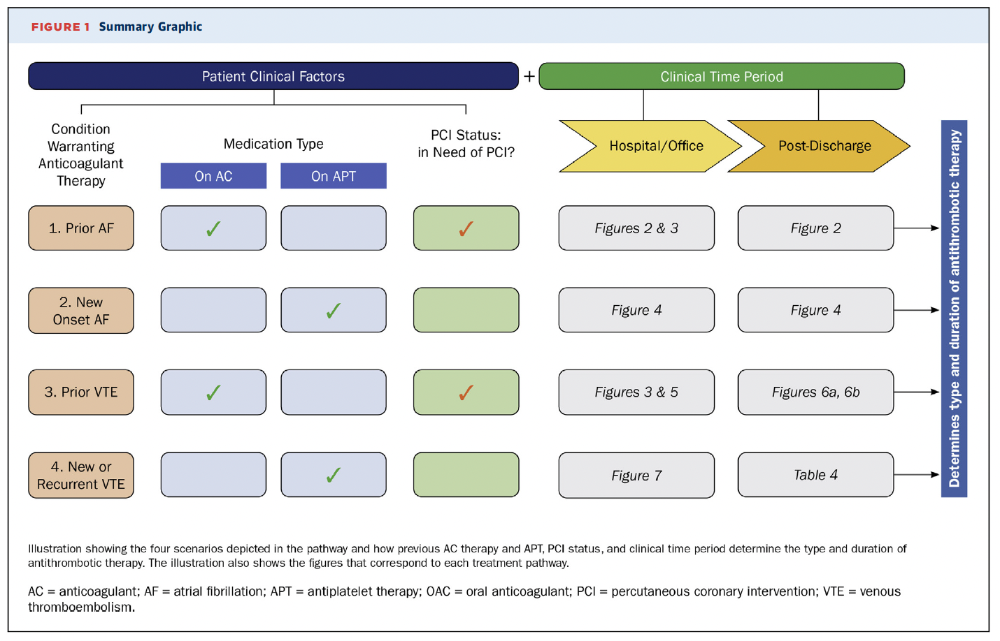 FIGURE 1 Summary Graphic
Patient Clinical Factors + Clinical Time Period
Condition
Warranting
Anticoagulant
Therapy
Medication Type
On AC
On APT
PCI Status:
in Need of PCI?
Hospital/Office
Post-Discharge
1. Prior AF
✓
✓
Figures 2 & 3
Figure 2
2. New
Onset AF
✓
Figure 4
Figure 4
3. Prior VTE
✓
✓
Figures 3 & 5
Figures 6a, 6b
4. New or
Recurrent VTE
✓
Figure 7
Table 4
Determines type and duration of antithrombotic therapy
Illustration showing the four scenarios depicted in the pathway and how previous AC therapy and APT, PCI status, and clinical time period determine the type and duration of
antithrombotic therapy. The illustration also shows the figures that correspond to each treatment pathway.
AC = anticoagulant; AF = atrial fibrillation; APT = antiplatelet therapy; OAC = oral anticoagulant; PCI = percutaneous coronary intervention; VTE = venous
thromboembolism.